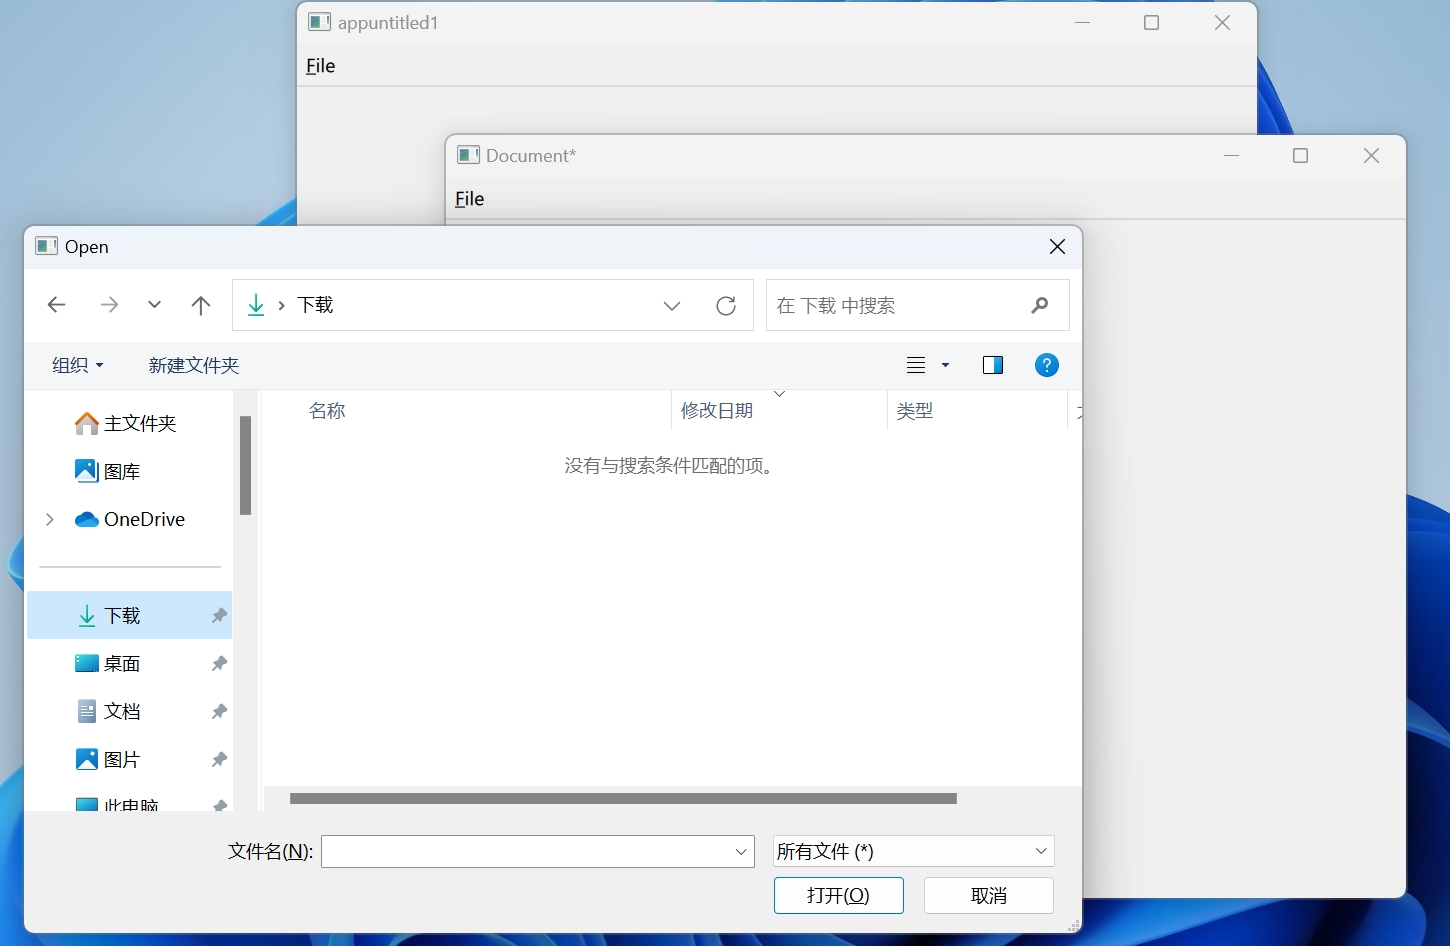 appuntitled1
File
Document*
File
Open
下载
在 下载 中搜索
组织
新建文件夹
?
主文件夹
图库
OneDrive
下载
桌面
文档
图片
此电脑
名称
修改日期
类型
没有与搜索条件匹配的项。
文件名(N):
所有文件 (*)
打开(O)
取消